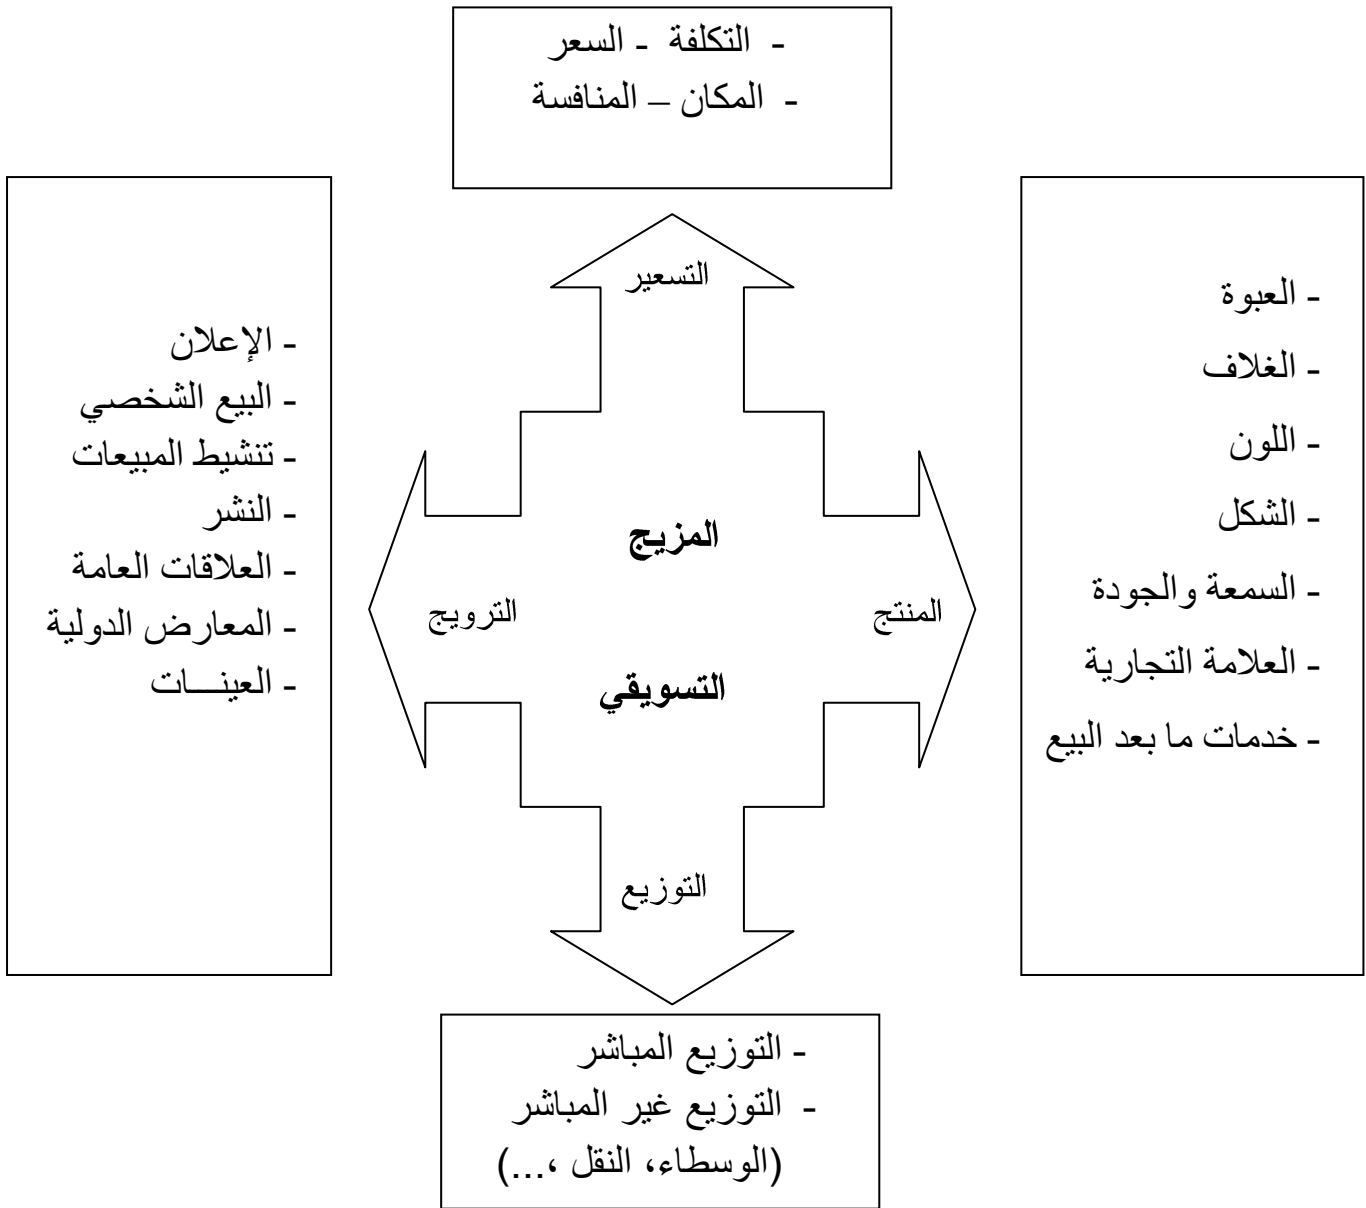 - التكلفة - السعر
- المكان – المنافسة
التسعير
- العبوة
- الغلاف
- اللون
- الشكل
- السمعة والجودة
- العلامة التجارية
- خدمات ما بعد البيع
المنتج
المزيج
التسويقي
الترويج
- الإعلان
- البيع الشخصي
- تنشيط المبيعات
- النشر
- العلاقات العامة
- المعارض الدولية
- العينـــات
التوزيع
- التوزيع المباشر
- التوزيع غير المباشر
(الوسطاء، النقل ،...)